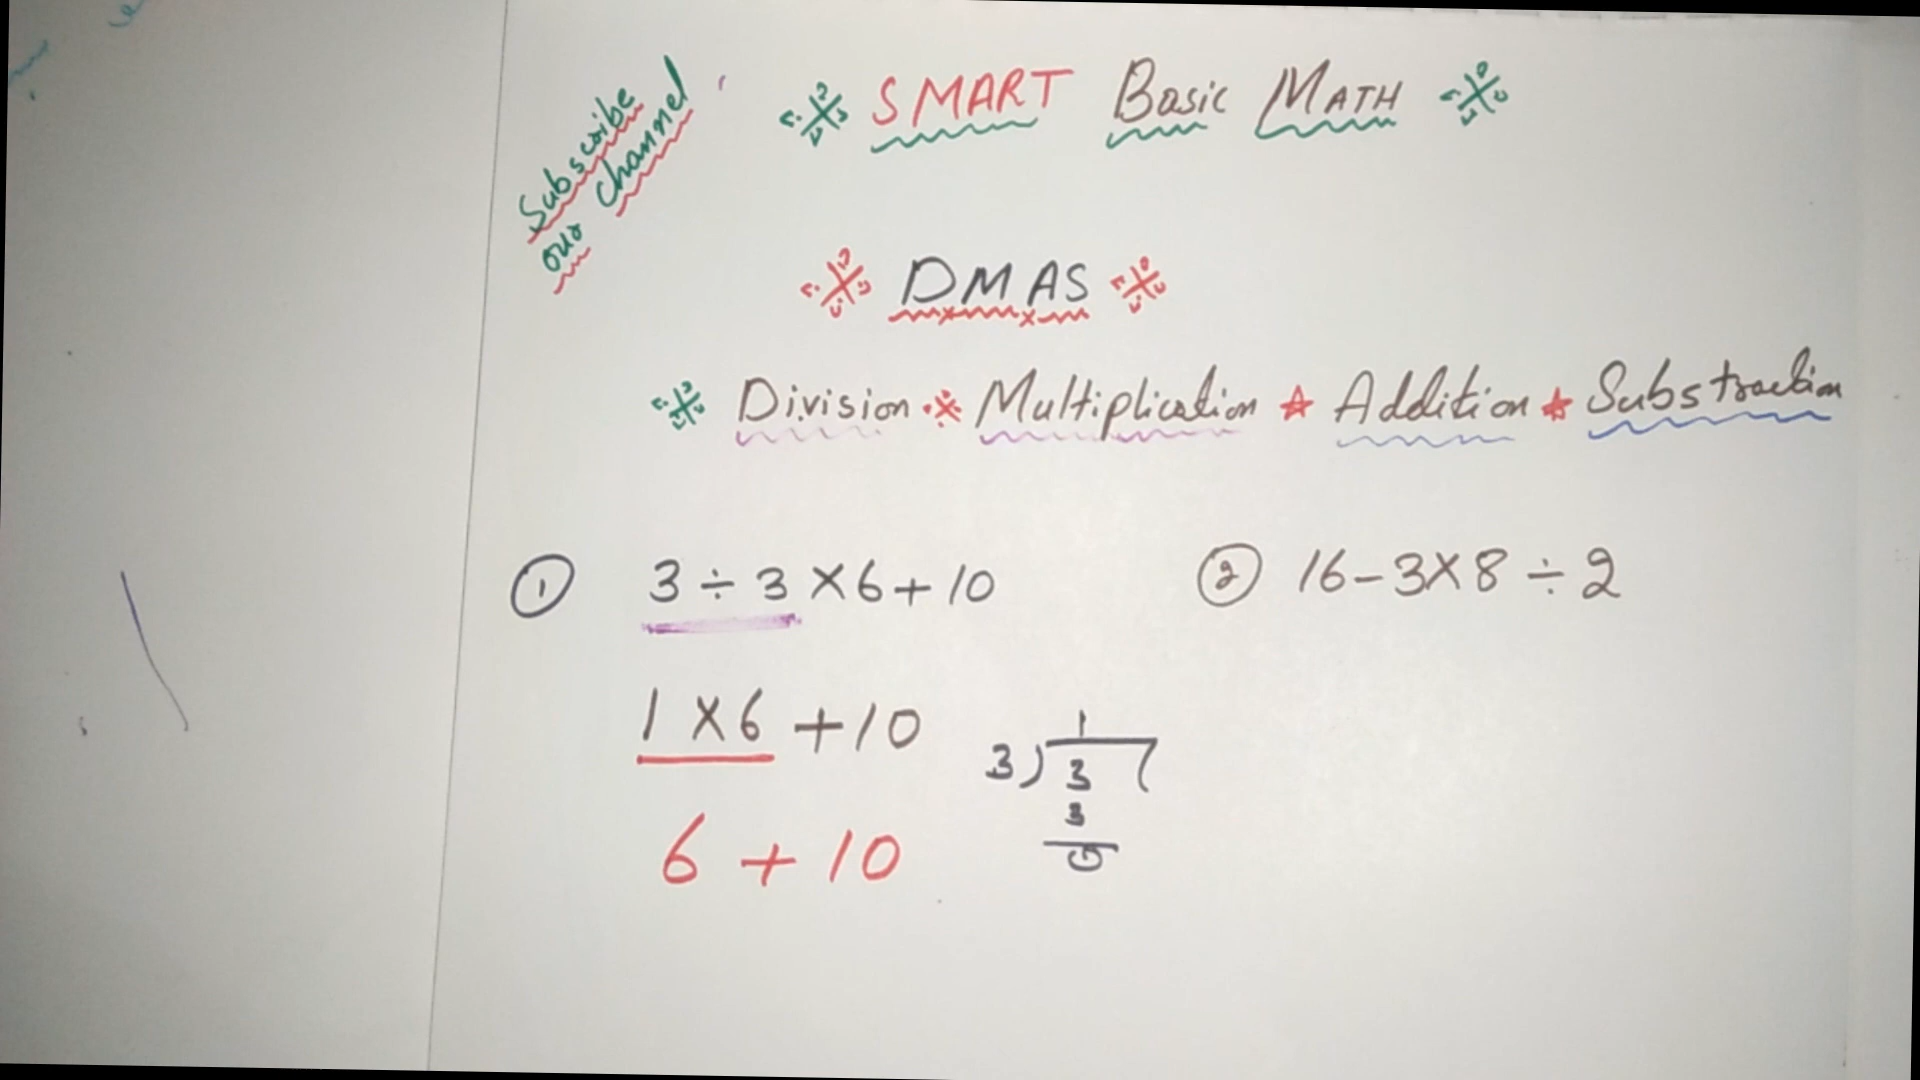 Subscribe
our channel
SMART Basic MATH
DMAS
Division Multiplication Addition Substraction
① 3 ÷ 3 × 6 + 10
1 × 6 + 10
6 + 10
1
3) 3
3
0
② 16 - 3 × 8 ÷ 2